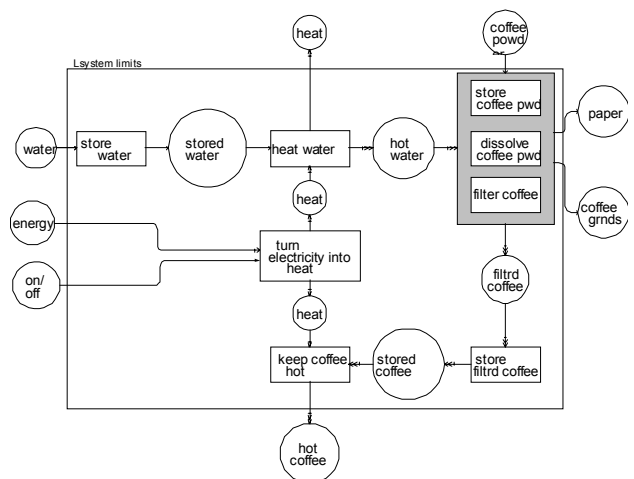 heat
coffee
powdr
Lsystem limits
store
coffee pwd
paper
water
store
water
stored
water
heat water
hot
water
dissolve
coffee pwd
heat
filter coffee
energy
coffee
grnds
turn
electricity into
heat
on/
off
filtrd
coffee
heat
keep coffee
hot
stored
coffee
store
filtrd coffee
hot
coffee